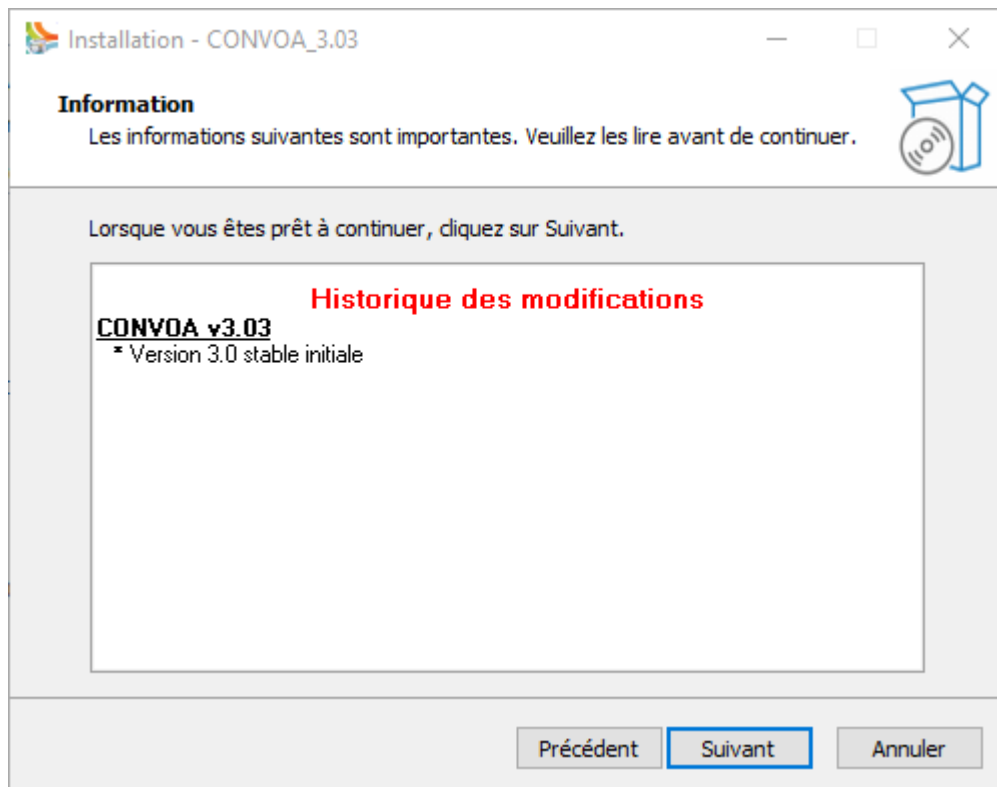 Installation - CONVOA_3.03
Information
Les informations suivantes sont importantes. Veuillez les lire avant de continuer.
Lorsque vous êtes prêt à continuer, cliquez sur Suivant.
Historique des modifications
CONVOA v3.03
* Version 3.0 stable initiale
Précédent
Suivant
Annuler